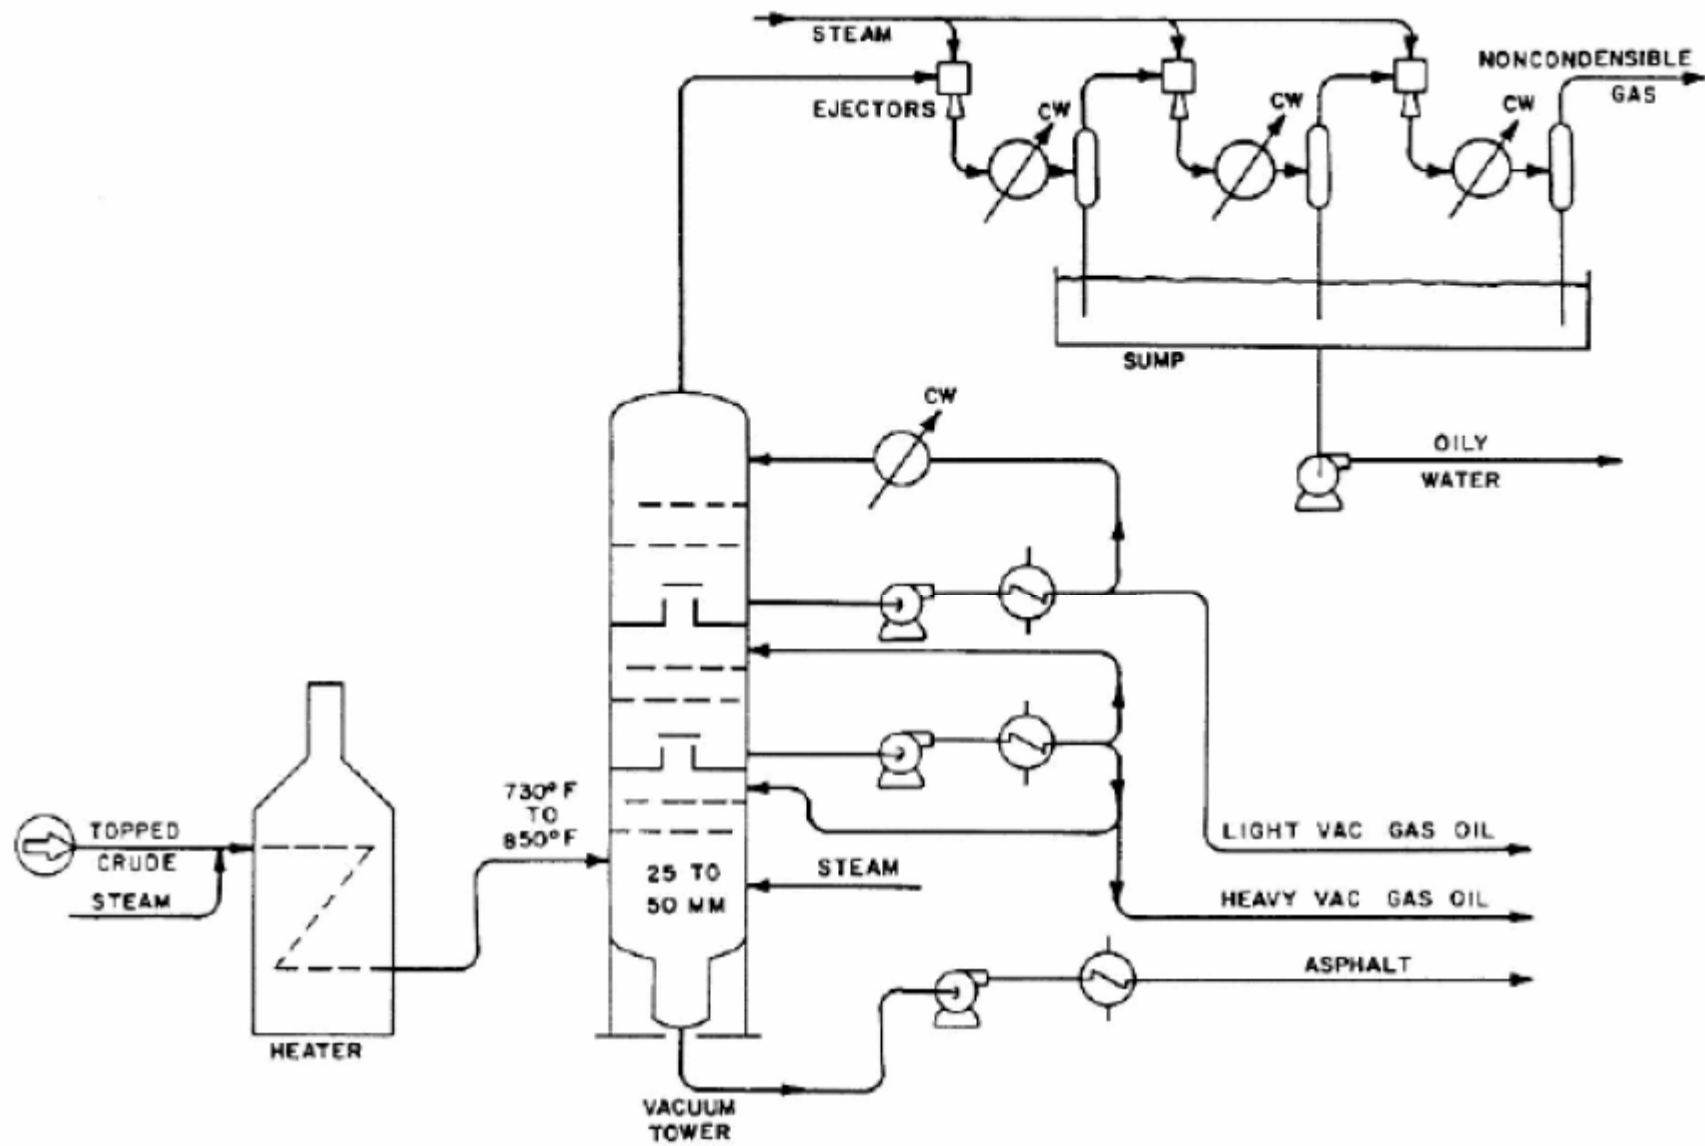 STEAM
NONCONDENSIBLE
GAS
EJECTORS
CW
CW
CW
SUMP
CW
OILY
WATER
730° F
TO
850° F
TOPPED
CRUDE
STEAM
25 TO
50 MM
STEAM
LIGHT VAC GAS OIL
HEAVY VAC GAS OIL
ASPHALT
HEATER
VACUUM
TOWER